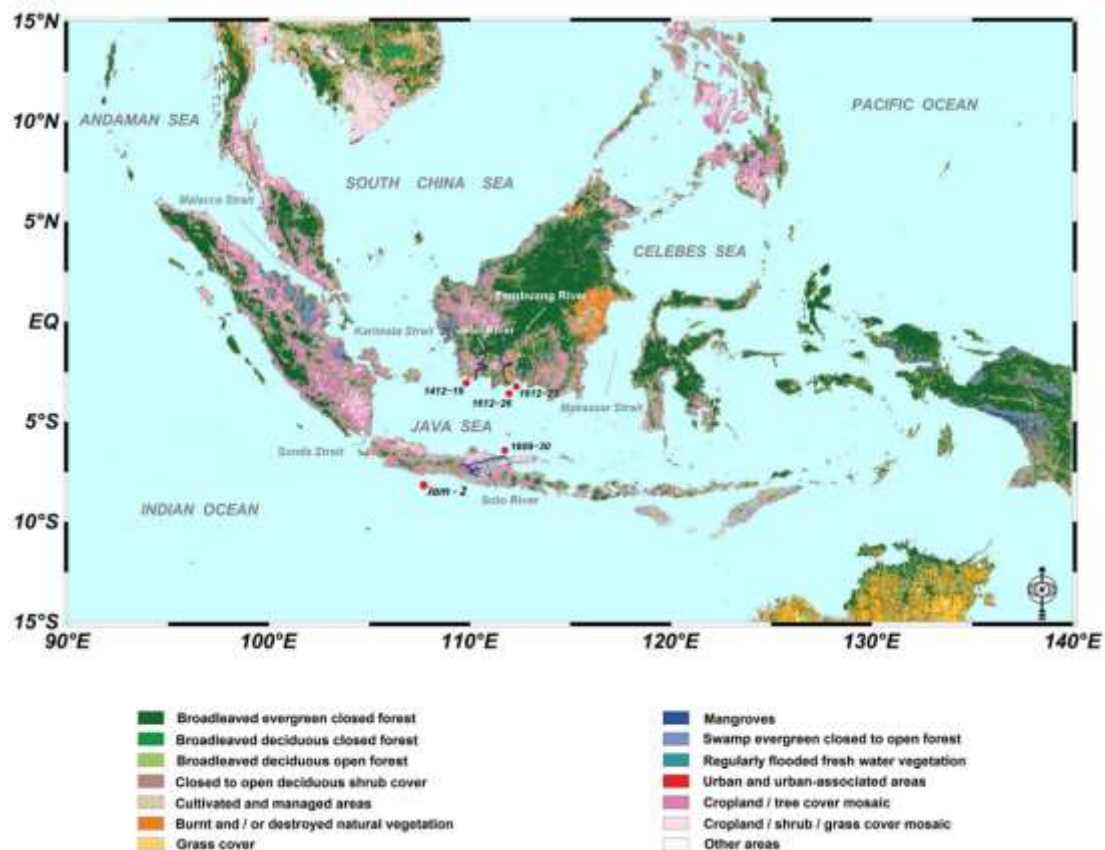 15°N
10°N
5°N
EQ
5°S
10°S
15°S
ANDAMAN SEA
PACIFIC OCEAN
SOUTH CHINA SEA
Malacca Strait
CELEBES SEA
Karimata Strait
1412-19
1612-26
Makassar Strait
JAVA SEA
1609-30
Sunda Strait
Jam - 2
Solo River
INDIAN OCEAN
90°E 100°E 110°E 120°E 130°E 140°E
Broadleaved evergreen closed forest
Broadleaved deciduous closed forest
Broadleaved deciduous open forest
Closed to open deciduous shrub cover
Cultivated and managed areas
Burnt and / or destroyed natural vegetation
Grass cover
Mangroves
Swamp evergreen closed to open forest
Regularly flooded fresh water vegetation
Urban and urban-associated areas
Cropland / tree cover mosaic
Cropland / shrub / grass cover mosaic
Other areas